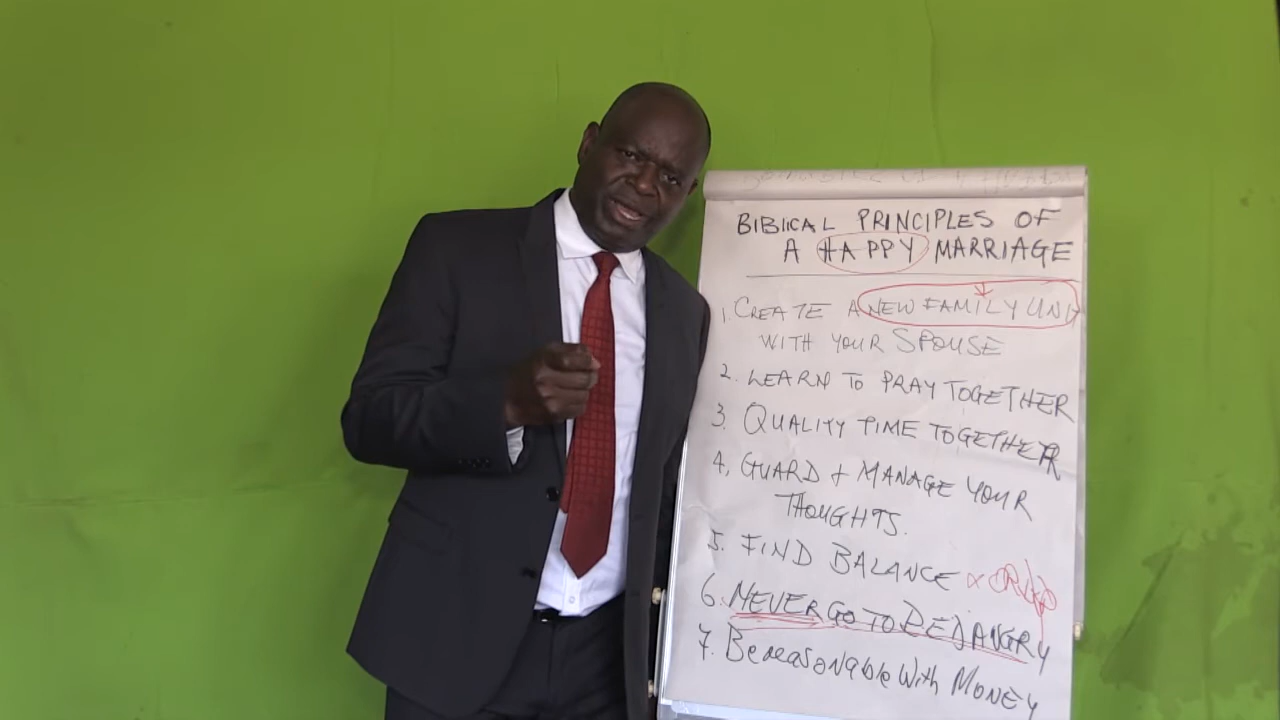 BIBLICAL PRINCIPLES OF
A HAPPY MARRIAGE
1. CREATE A NEW FAMILY UNI
WITH YOUR SPOUSE
2. LEARN TO PRAY TOGETHER
3. QUALITY TIME TOGETHER
4, GUARD + MANAGE YOUR
THOUGHTS.
5. FIND BALANCE
6. NEVER GO TO BED ANGRY
7. Be reasonable With MONEY